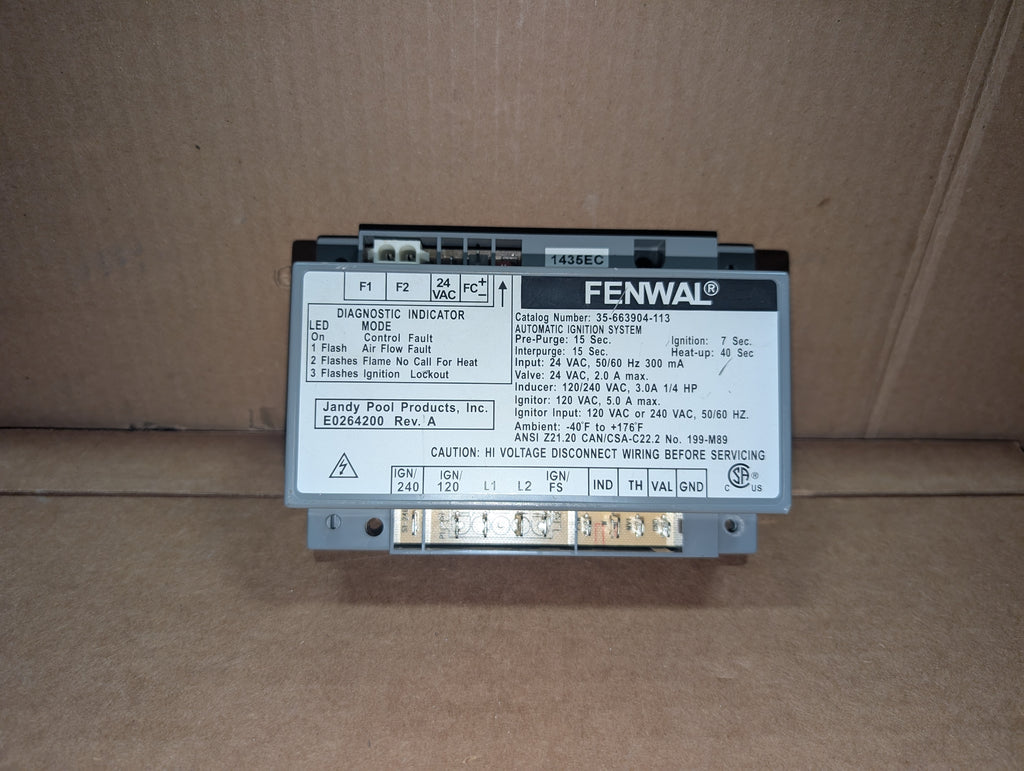 1435EC
F1 F2 24 VAC FC + -
FENWAL®
DIAGNOSTIC INDICATOR
LED MODE
On Control Fault
1 Flash Air Flow Fault
2 Flashes Flame No Call For Heat
3 Flashes Ignition Lockout
Catalog Number: 35-663904-113
AUTOMATIC IGNITION SYSTEM
Pre-Purge: 15 Sec. Ignition: 7 Sec.
Interpurge: 15 Sec. Heat-up: 40 Sec
Input: 24 VAC, 50/60 Hz 300 mA
Valve: 24 VAC, 2.0 A max.
Inducer: 120/240 VAC, 3.0A 1/4 HP
Ignitor: 120 VAC, 5.0 A max.
Ignitor Input: 120 VAC or 240 VAC, 50/60 HZ.
Ambient: -40°F to +176°F
ANSI Z21.20 CAN/CSA-C22.2 No. 199-M89
Jandy Pool Products, Inc.
E0264200 Rev. A
CAUTION: HI VOLTAGE DISCONNECT WIRING BEFORE SERVICING
IGN/ 240 IGN/ 120 L1 L2 IGN/ FS IND TH VAL GND
C SA ® US